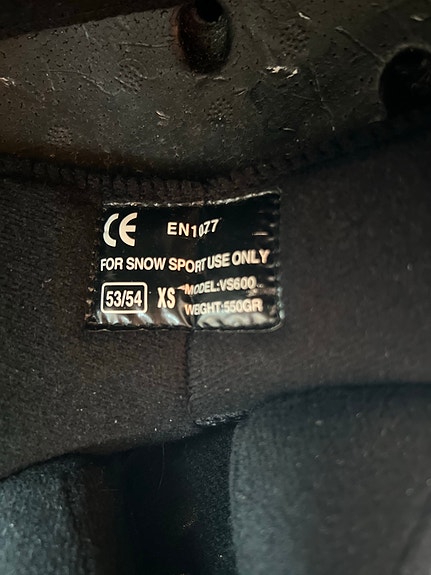 CE EN1077
FOR SNOW SPORT USE ONLY
53/54 XS MODEL:VS600
WEIGHT:550GR